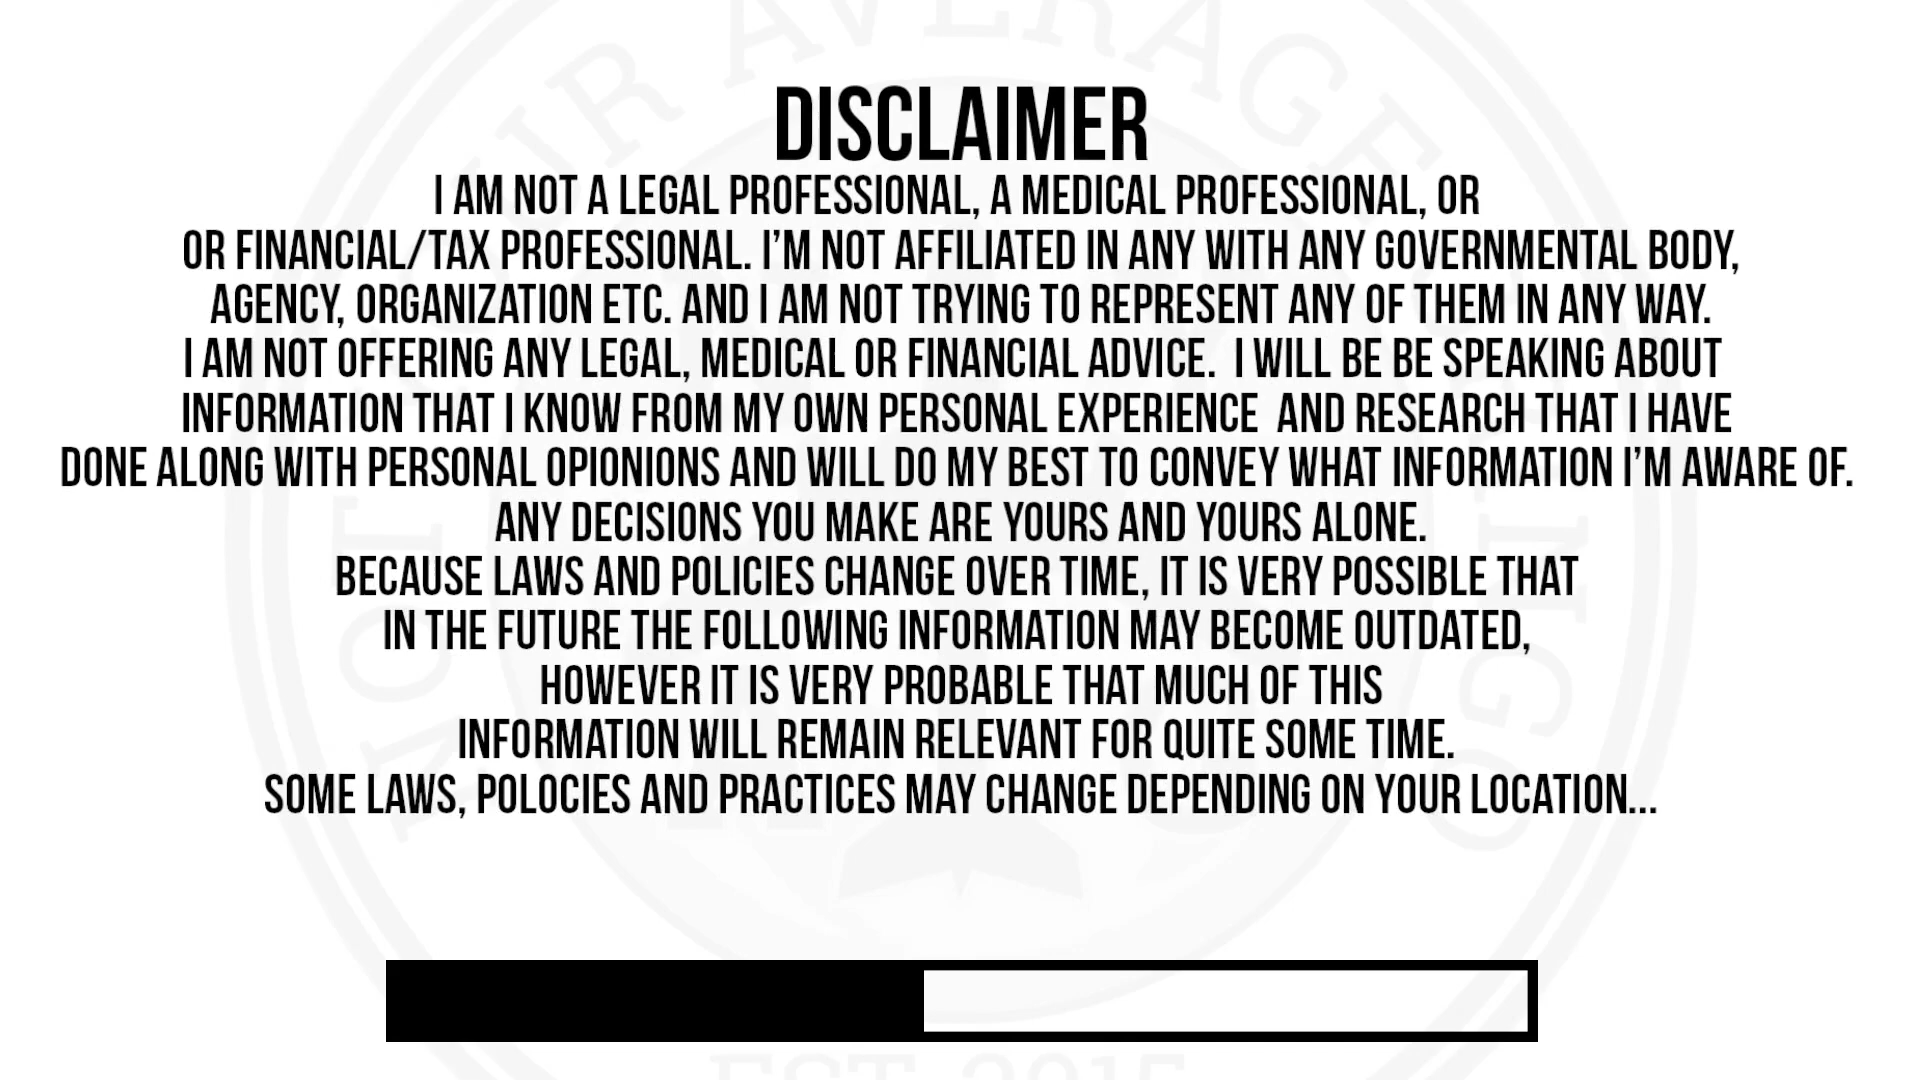 DISCLAIMER
I AM NOT A LEGAL PROFESSIONAL, A MEDICAL PROFESSIONAL, OR
OR FINANCIAL/TAX PROFESSIONAL. I'M NOT AFFILIATED IN ANY WITH ANY GOVERNMENTAL BODY,
AGENCY, ORGANIZATION ETC. AND I AM NOT TRYING TO REPRESENT ANY OF THEM IN ANY WAY.
I AM NOT OFFERING ANY LEGAL, MEDICAL OR FINANCIAL ADVICE. I WILL BE BE SPEAKING ABOUT
INFORMATION THAT I KNOW FROM MY OWN PERSONAL EXPERIENCE AND RESEARCH THAT I HAVE
DONE ALONG WITH PERSONAL OPIONIONS AND WILL DO MY BEST TO CONVEY WHAT INFORMATION I'M AWARE OF.
ANY DECISIONS YOU MAKE ARE YOURS AND YOURS ALONE.
BECAUSE LAWS AND POLICIES CHANGE OVER TIME, IT IS VERY POSSIBLE THAT
IN THE FUTURE THE FOLLOWING INFORMATION MAY BECOME OUTDATED,
HOWEVER IT IS VERY PROBABLE THAT MUCH OF THIS
INFORMATION WILL REMAIN RELEVANT FOR QUITE SOME TIME.
SOME LAWS, POLOCIES AND PRACTICES MAY CHANGE DEPENDING ON YOUR LOCATION...
EST. 2015